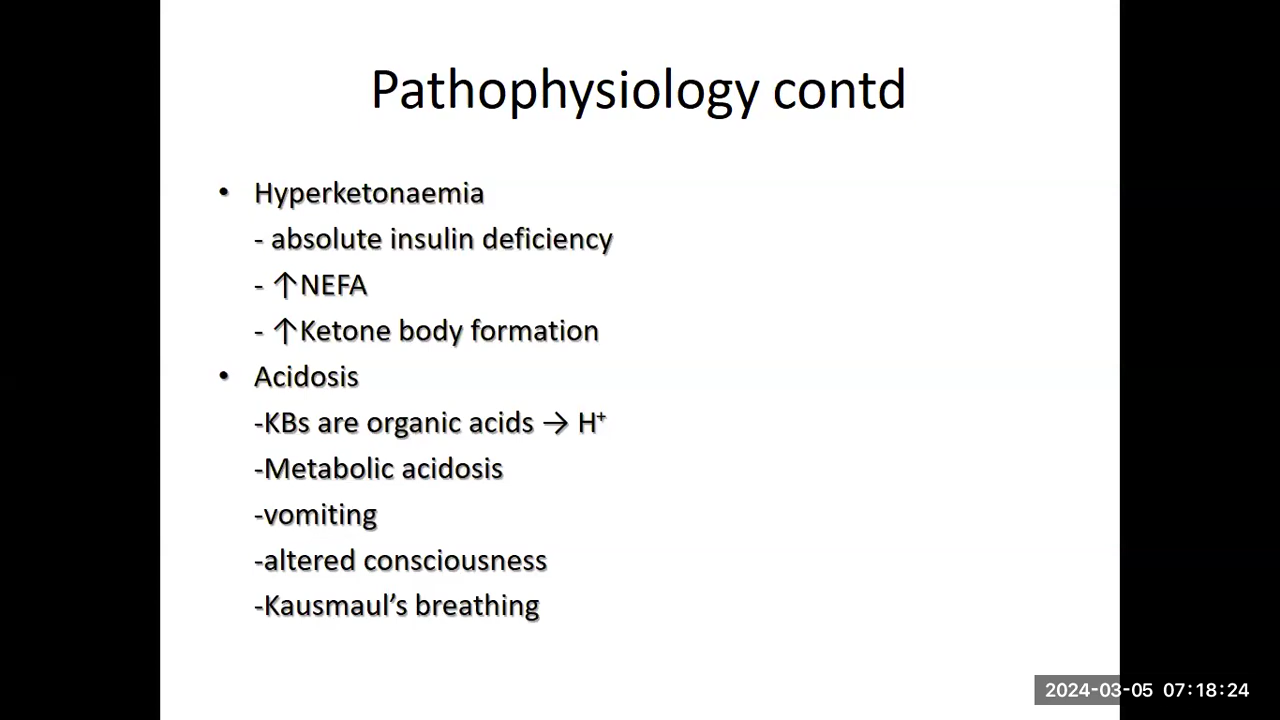 Pathophysiology contd
• Hyperketonaemia
- absolute insulin deficiency
- ↑NEFA
- ↑Ketone body formation
• Acidosis
-KBs are organic acids → H⁺
-Metabolic acidosis
-vomiting
-altered consciousness
-Kausmaul’s breathing
2024-03-05 07:18:24